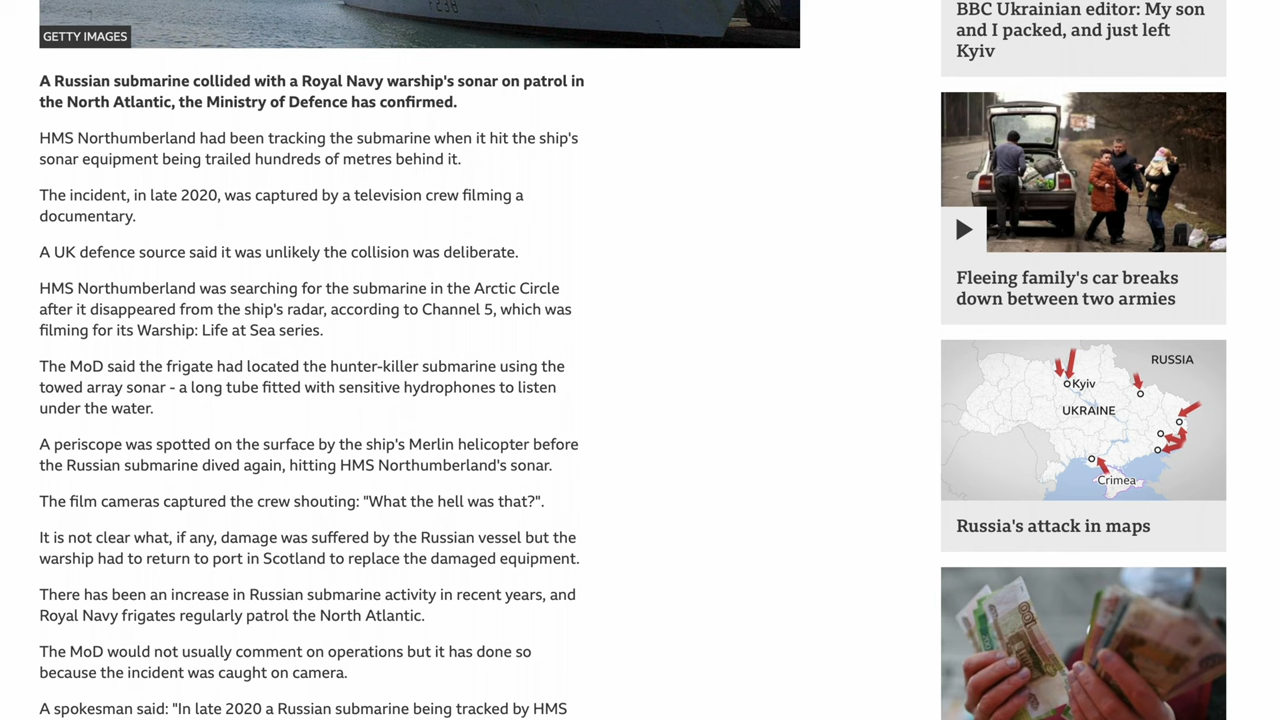 F238
GETTY IMAGES
A Russian submarine collided with a Royal Navy warship's sonar on patrol in
the North Atlantic, the Ministry of Defence has confirmed.
HMS Northumberland had been tracking the submarine when it hit the ship's
sonar equipment being trailed hundreds of metres behind it.
The incident, in late 2020, was captured by a television crew filming a
documentary.
A UK defence source said it was unlikely the collision was deliberate.
HMS Northumberland was searching for the submarine in the Arctic Circle
after it disappeared from the ship's radar, according to Channel 5, which was
filming for its Warship: Life at Sea series.
The MoD said the frigate had located the hunter-killer submarine using the
towed array sonar - a long tube fitted with sensitive hydrophones to listen
under the water.
A periscope was spotted on the surface by the ship's Merlin helicopter before
the Russian submarine dived again, hitting HMS Northumberland's sonar.
The film cameras captured the crew shouting: "What the hell was that?".
It is not clear what, if any, damage was suffered by the Russian vessel but the
warship had to return to port in Scotland to replace the damaged equipment.
There has been an increase in Russian submarine activity in recent years, and
Royal Navy frigates regularly patrol the North Atlantic.
The MoD would not usually comment on operations but it has done so
because the incident was caught on camera.
A spokesman said: "In late 2020 a Russian submarine being tracked by HMS
BBC Ukrainian editor: My son
and I packed, and just left
Kyiv
Fleeing family's car breaks
down between two armies
RUSSIA
Kyiv
UKRAINE
Crimea
Russia's attack in maps
100